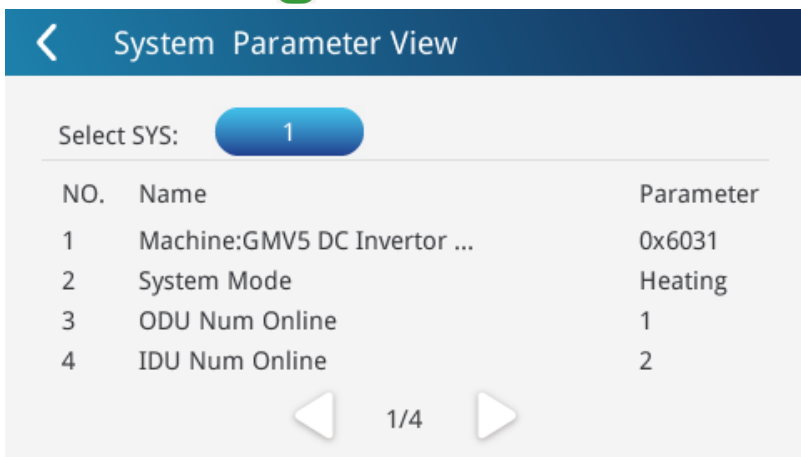 System Parameter View
Select SYS: 1
NO. Name Parameter
1 Machine:GMV5 DC Invertor ... 0x6031
2 System Mode Heating
3 ODU Num Online 1
4 IDU Num Online 2
1/4